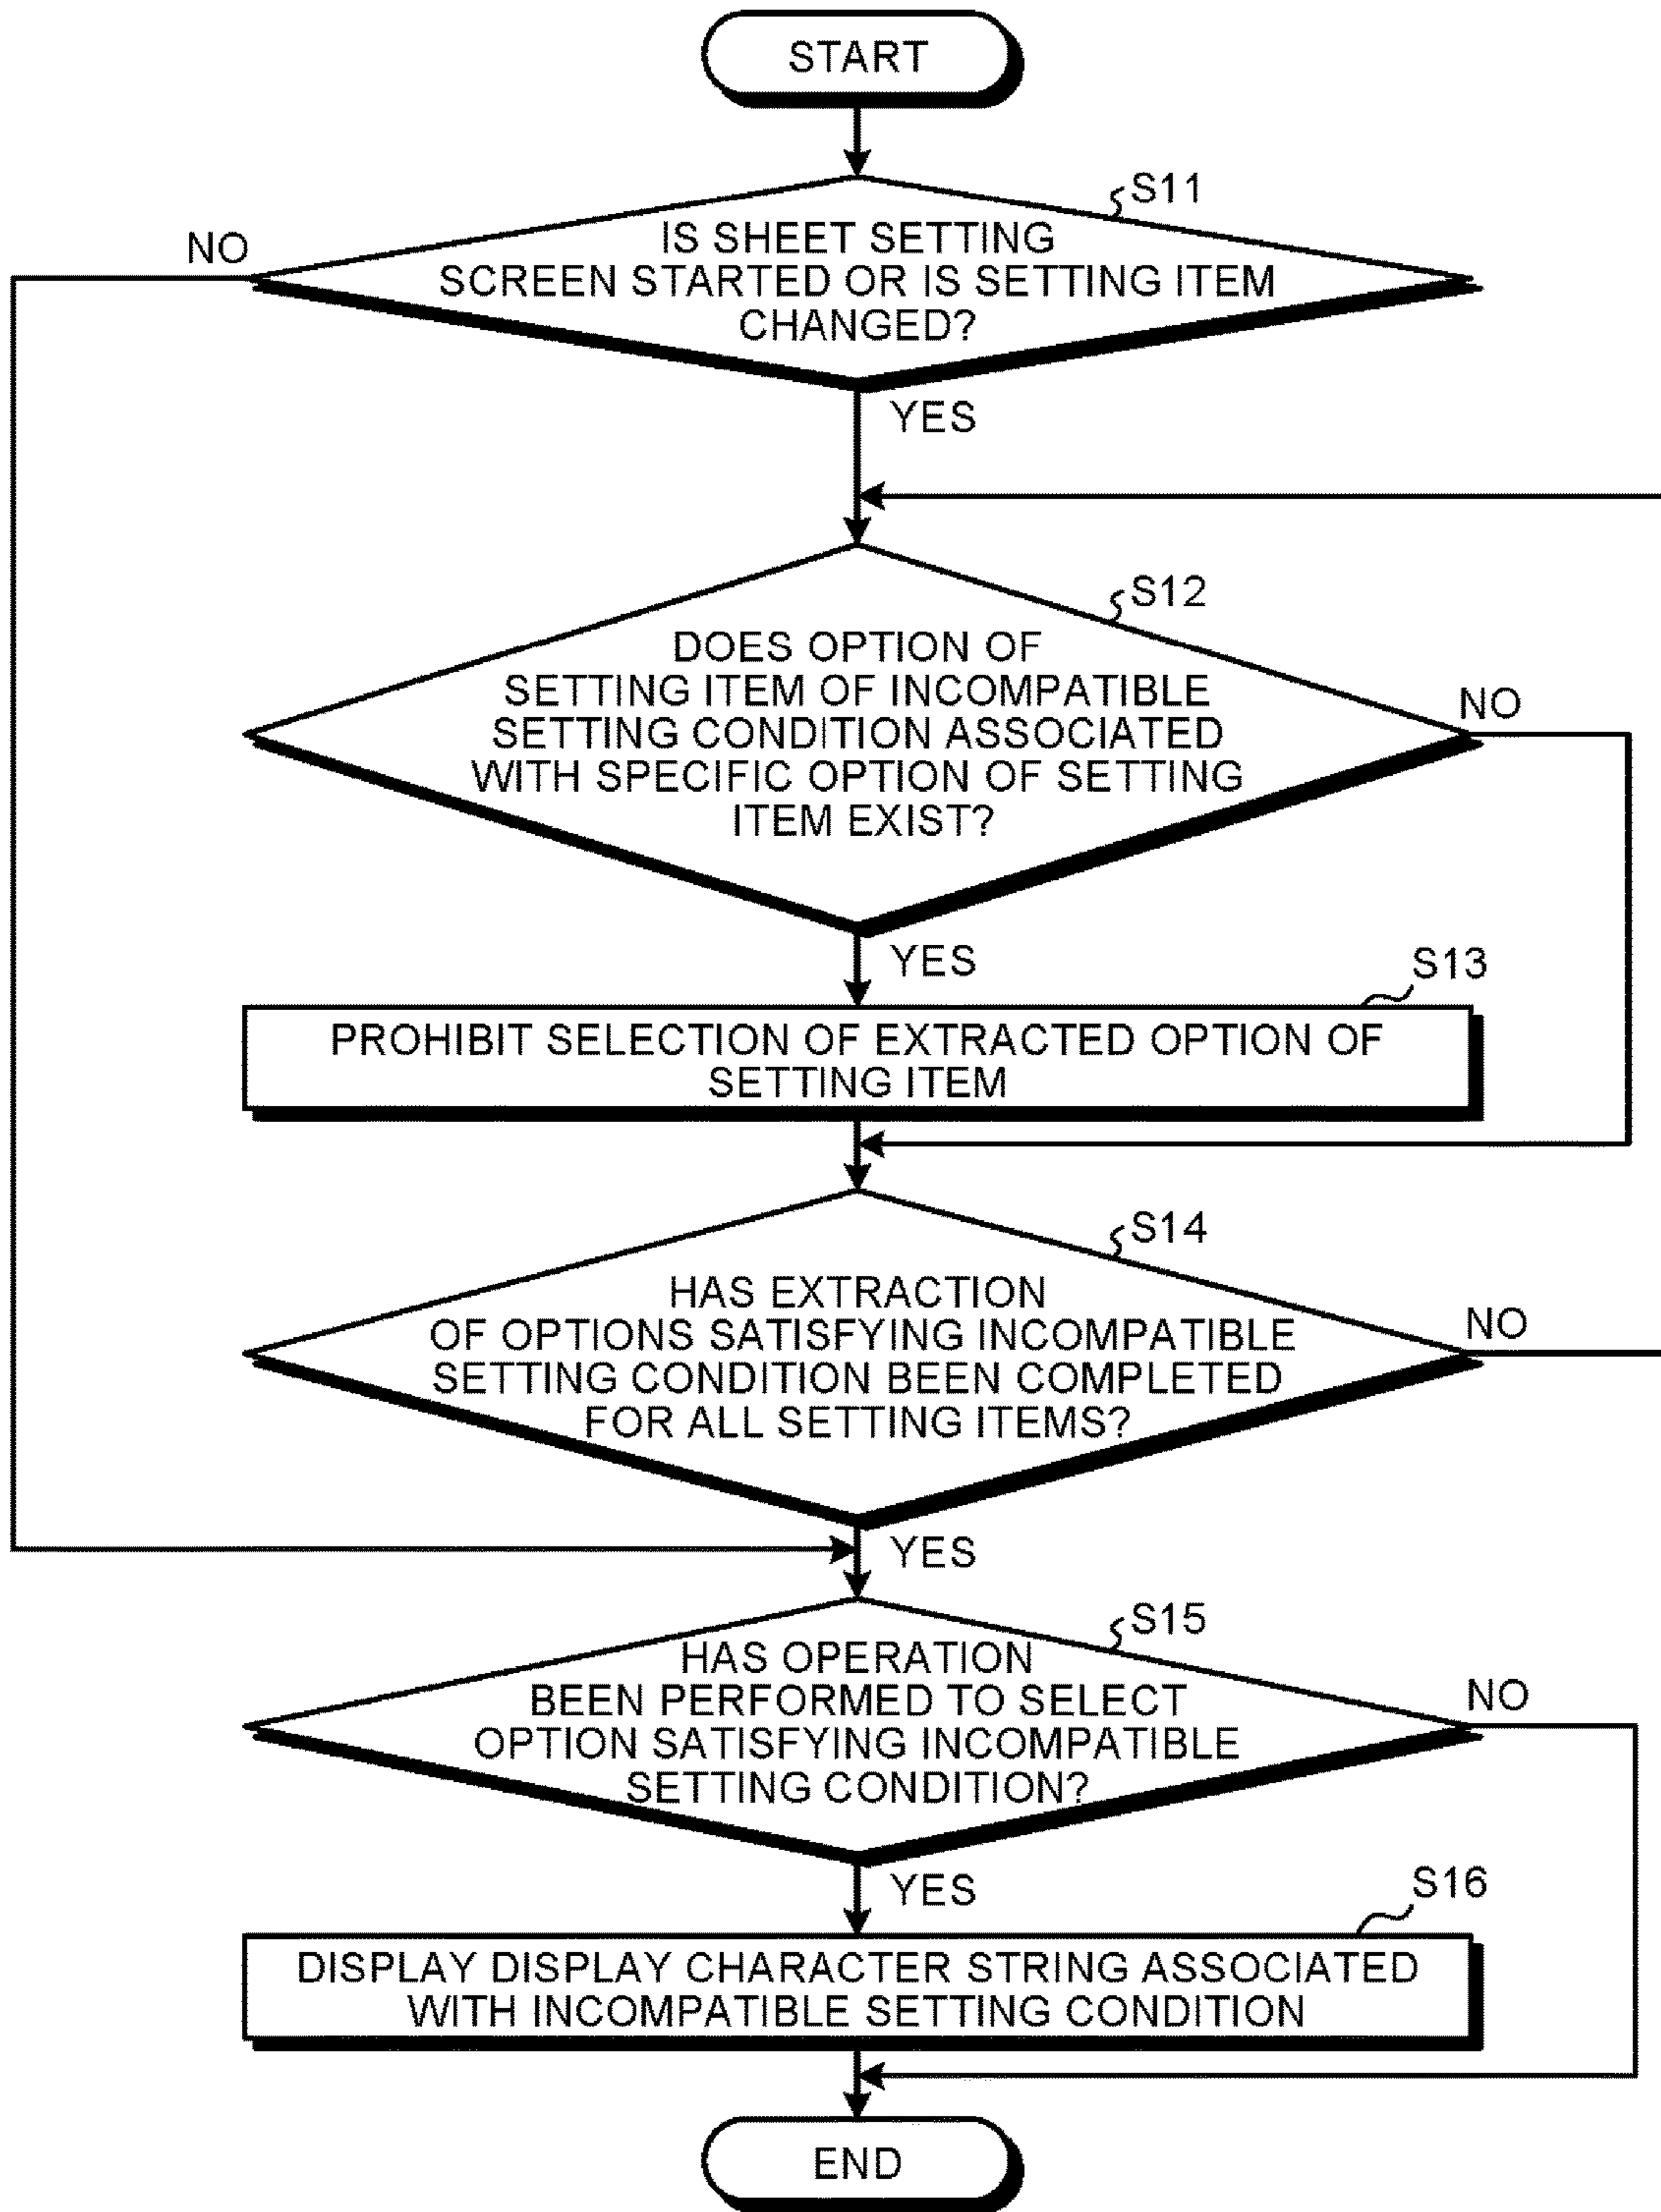 START
S11
NO
IS SHEET SETTING
SCREEN STARTED OR IS SETTING ITEM
CHANGED?
YES
S12
DOES OPTION OF
SETTING ITEM OF INCOMPATIBLE
SETTING CONDITION ASSOCIATED
WITH SPECIFIC OPTION OF SETTING
ITEM EXIST?
NO
YES
S13
PROHIBIT SELECTION OF EXTRACTED OPTION OF
SETTING ITEM
S14
HAS EXTRACTION
OF OPTIONS SATISFYING INCOMPATIBLE
SETTING CONDITION BEEN COMPLETED
FOR ALL SETTING ITEMS?
NO
YES
S15
HAS OPERATION
BEEN PERFORMED TO SELECT
OPTION SATISFYING INCOMPATIBLE
SETTING CONDITION?
NO
YES
S16
DISPLAY DISPLAY CHARACTER STRING ASSOCIATED
WITH INCOMPATIBLE SETTING CONDITION
END